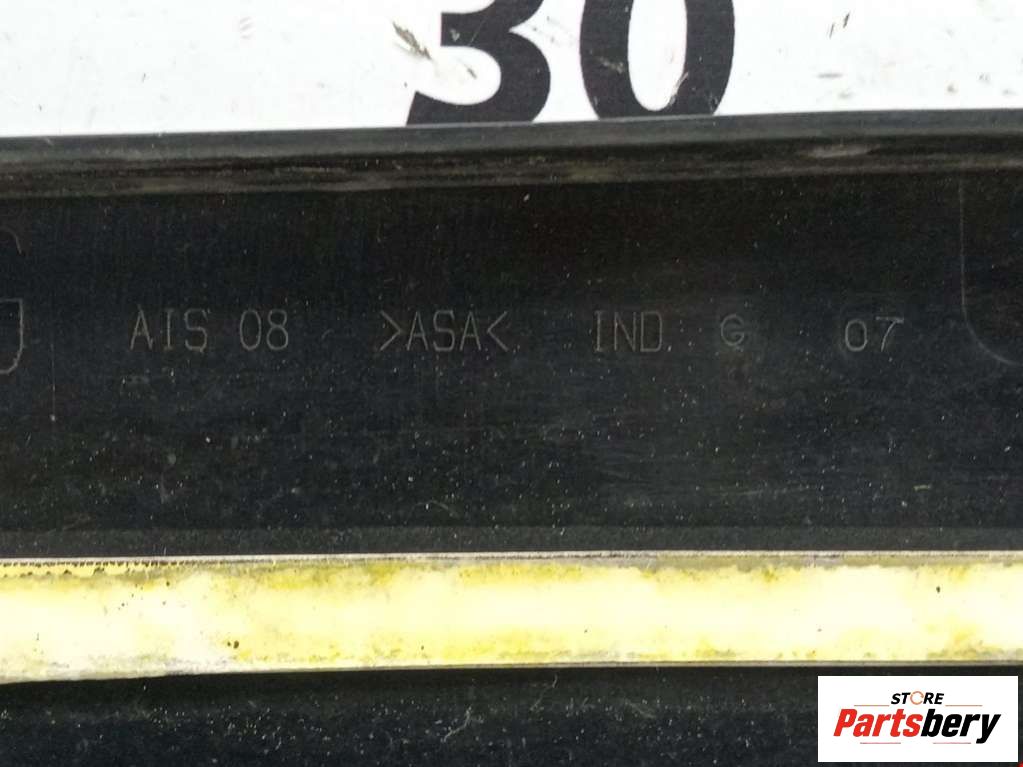 30
AIS 08 >ASA< IND G 07
STORE
Partsbery